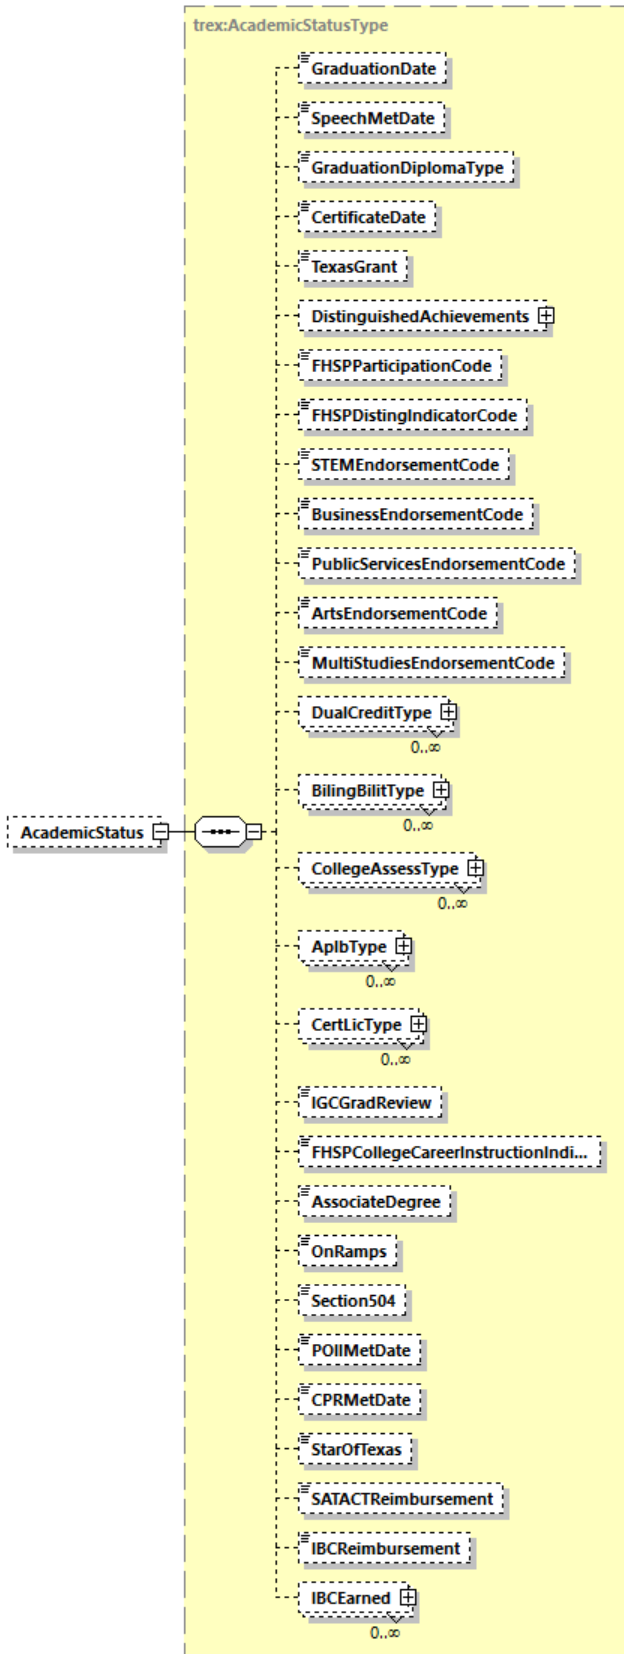 trex:AcademicStatusType
GraduationDate
SpeechMetDate
GraduationDiplomaType
CertificateDate
TexasGrant
DistinguishedAchievements
FHSPParticipationCode
FHSPDistingIndicatorCode
STEMEndorsementCode
BusinessEndorsementCode
PublicServicesEndorsementCode
ArtsEndorsementCode
MultiStudiesEndorsementCode
DualCreditType
0..∞
BilingBilitType
0..∞
AcademicStatus
CollegeAssessType
0..∞
ApIbType
0..∞
CertLicType
0..∞
IGCGradReview
FHSPCollegeCareerInstructionIndi...
AssociateDegree
OnRamps
Section504
POIIMetDate
CPRMetDate
StarOfTexas
SATACTReimbursement
IBCReimbursement
IBCEarned
0..∞